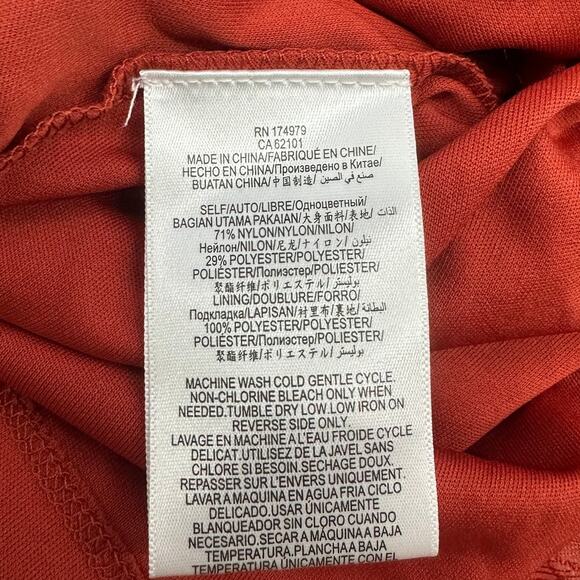 RN 174979
CA 62101
MADE IN CHINA/FABRIQUÉ EN CHINE/
HECHO EN CHINA/Произведено в Китае/
BUATAN CHINA/中国制造/ صنع في الصين
SELF/AUTO/LIBRE/Одноцветный/
BAGIAN UTAMA PAKAIAN/大身面料/表地/ الذات
71% NYLON/NYLON/NILON/
Нейлон/NILON/尼龙/ナイロン/ نيلون
29% POLYESTER/POLYESTER/
POLIÉSTER/Полиэстер/POLIESTER/
聚酯纤维/ポリエステル/ بوليستر
LINING/DOUBLURE/FORRO/
Подкладка/LAPISAN/衬里布/裏地/ البطانة
100% POLYESTER/POLYESTER/
POLIÉSTER/Полиэстер/POLIESTER/
聚酯纤维/ポリエステル/ بوليستر
MACHINE WASH COLD GENTLE CYCLE.
NON-CHLORINE BLEACH ONLY WHEN
NEEDED.TUMBLE DRY LOW.LOW IRON ON
REVERSE SIDE ONLY.
LAVAGE EN MACHINE A L'EAU FROIDE CYCLE
DELICAT.UTILISEZ DE LA JAVEL SANS
CHLORE SI BESOIN.SECHAGE DOUX.
REPASSER SUR L'ENVERS UNIQUEMENT.
LAVAR A MAQUINA EN AGUA FRIA CICLO
DELICADO.USAR ÚNICAMENTE
BLANQUEADOR SIN CLORO CUANDO
NECESARIO.SECAR A MÁQUINA A BAJA
TEMPERATURA.PLANCHA A BAJA
TEMPERATURA ÚNICAMENTE CON EL